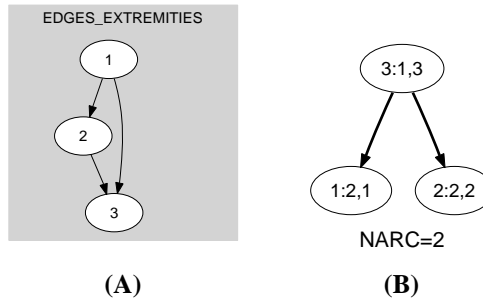 EDGES_EXTREMITIES
1
2
3
3:1,3
1:2,1
2:2,2
NARC=2
(A)
(B)